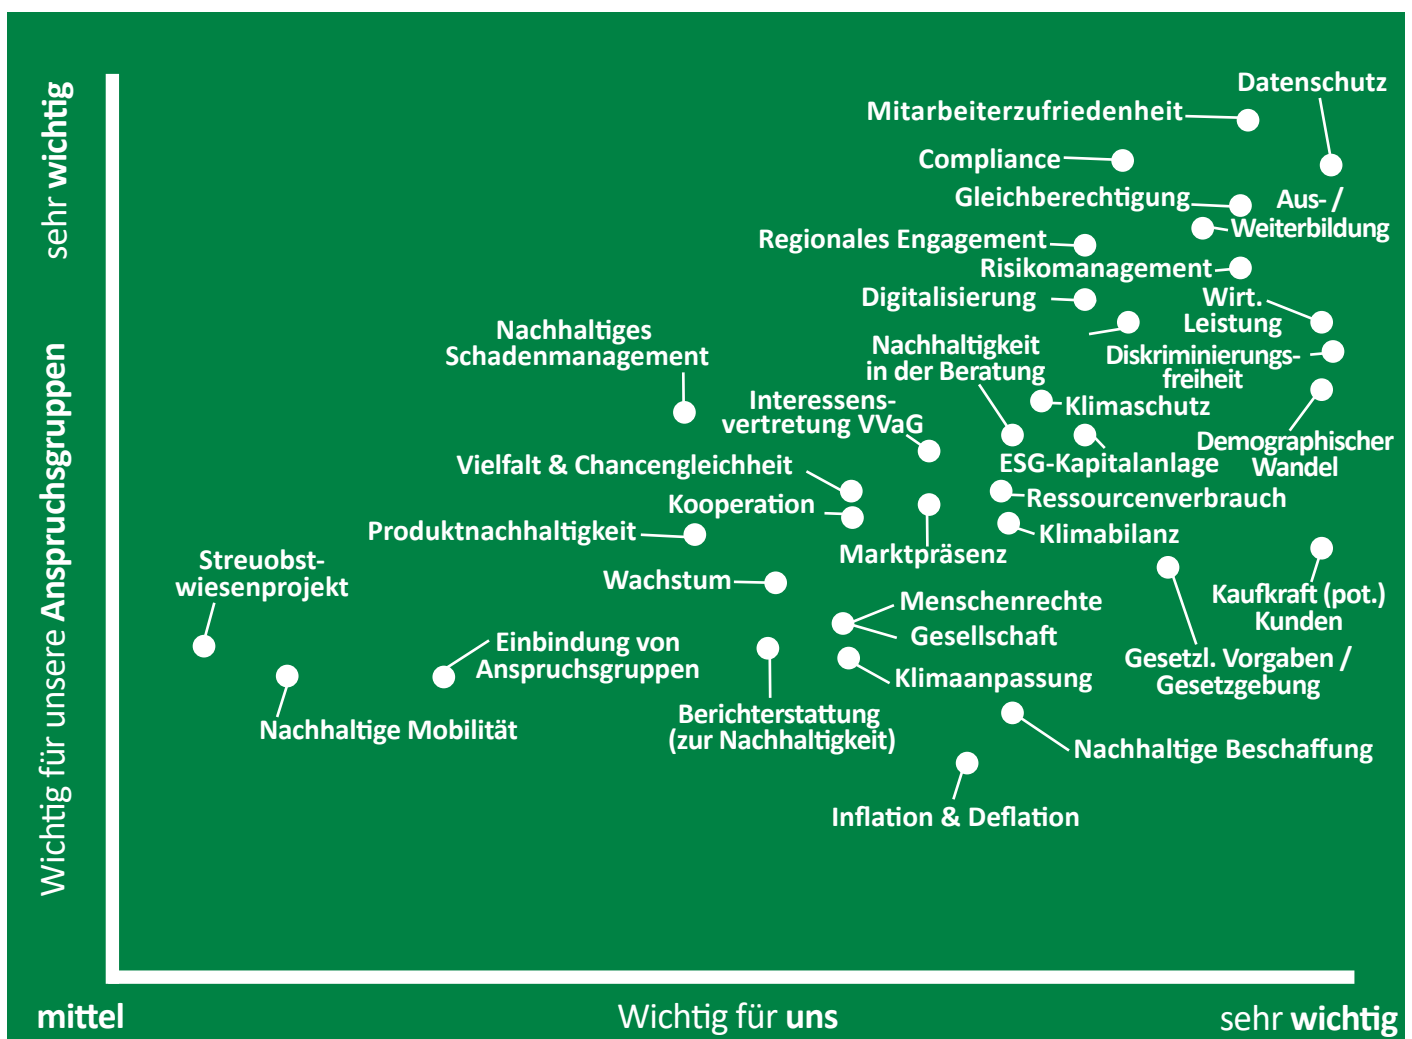 Datenschutz
Mitarbeiterzufriedenheit
Compliance
Gleichberechtigung
Aus- /
Weiterbildung
Regionales Engagement
Risikomanagement
Digitalisierung
Wirt.
Leistung
Nachhaltiges
Schadenmanagement
Nachhaltigkeit
in der Beratung
Diskriminierungs-
freiheit
Interessens-
vertretung VVaG
Klimaschutz
Demographischer
Wandel
ESG-Kapitalanlage
Vielfalt & Chancengleichheit
Ressourcenverbrauch
Kooperation
Produktnachhaltigkeit
Klimabilanz
Marktpräsenz
Streuobst-
wiesenprojekt
Wachstum
Kaufkraft (pot.)
Kunden
Menschenrechte
Gesellschaft
Einbindung von
Anspruchsgruppen
Gesetzl. Vorgaben /
Gesetzgebung
Klimaanpassung
Nachhaltige Mobilität
Berichterstattung
(zur Nachhaltigkeit)
Nachhaltige Beschaffung
Inflation & Deflation
Wichtig für unsere Anspruchsgruppen
sehr wichtig
mittel
Wichtig für uns
sehr wichtig